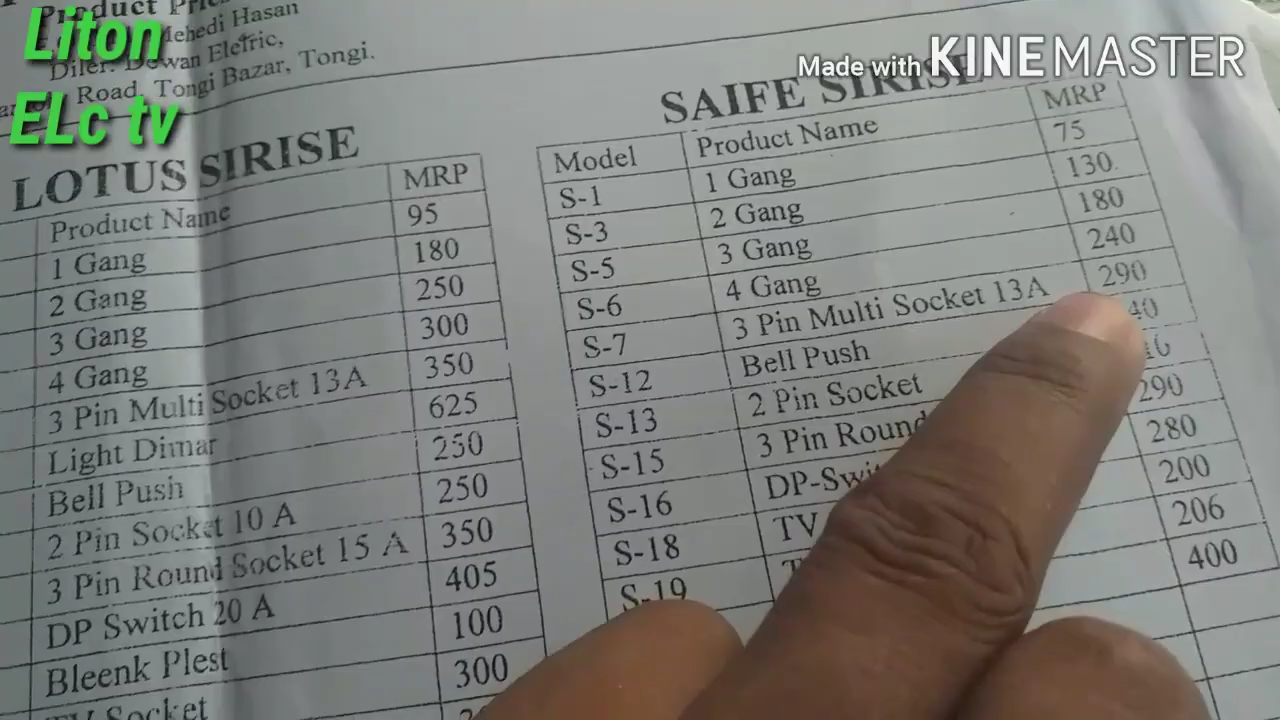 Product
Mehedi Hasan
Diler: Dewan Eletric,
Road, Tongi Bazar, Tongi.
Liton
ELc tv
Made with KINEMASTER
LOTUS SIRISE
Product Name MRP
1 Gang 95
2 Gang 180
3 Gang 250
4 Gang 300
3 Pin Multi Socket 13A 350
Light Dimar 625
Bell Push 250
2 Pin Socket 10 A 250
3 Pin Round Socket 15 A 350
DP Switch 20 A 405
Bleenk Plest 100
TV Socket 300
SAIFE SIRISE
Model Product Name MRP
S-1 1 Gang 75
S-3 2 Gang 130
S-5 3 Gang 180
S-6 4 Gang 240
S-7 3 Pin Multi Socket 13A 290
S-12 Bell Push
S-13 2 Pin Socket
S-15 3 Pin Round 290
S-16 280
S-18 TV 200
S-19 206
400